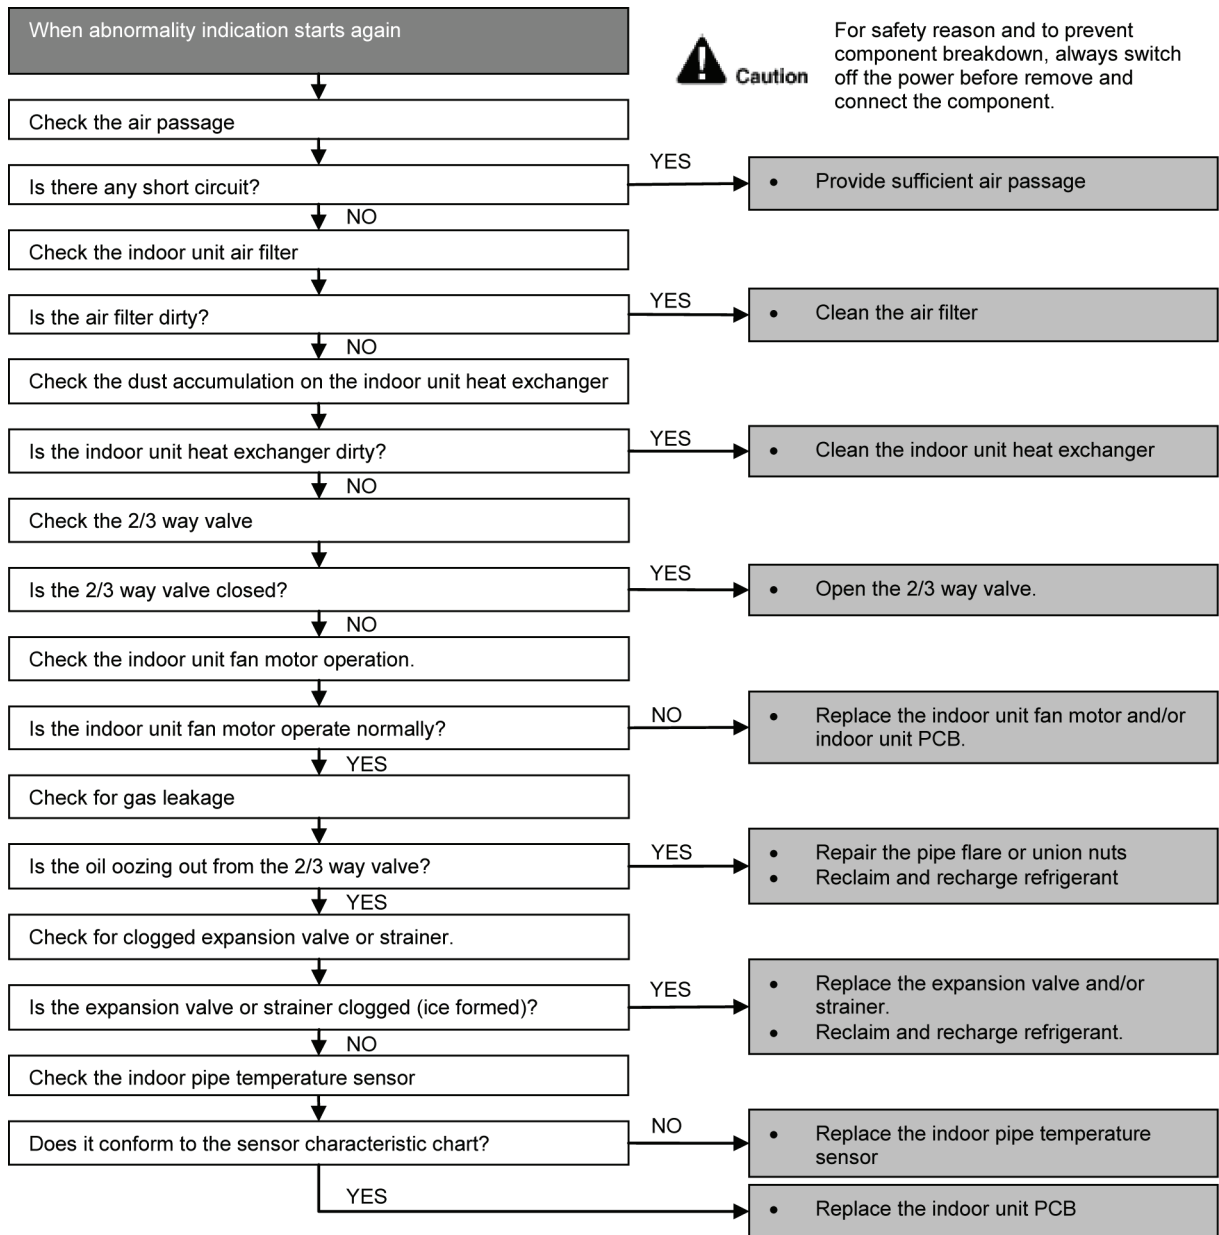 When abnormality indication starts again
Caution
For safety reason and to prevent
component breakdown, always switch
off the power before remove and
connect the component.
Check the air passage
Is there any short circuit?
YES
• Provide sufficient air passage
NO
Check the indoor unit air filter
Is the air filter dirty?
YES
• Clean the air filter
NO
Check the dust accumulation on the indoor unit heat exchanger
Is the indoor unit heat exchanger dirty?
YES
• Clean the indoor unit heat exchanger
NO
Check the 2/3 way valve
Is the 2/3 way valve closed?
YES
• Open the 2/3 way valve.
NO
Check the indoor unit fan motor operation.
Is the indoor unit fan motor operate normally?
NO
• Replace the indoor unit fan motor and/or
indoor unit PCB.
YES
Check for gas leakage
Is the oil oozing out from the 2/3 way valve?
YES
• Repair the pipe flare or union nuts
• Reclaim and recharge refrigerant
YES
Check for clogged expansion valve or strainer.
Is the expansion valve or strainer clogged (ice formed)?
YES
• Replace the expansion valve and/or
strainer.
• Reclaim and recharge refrigerant.
NO
Check the indoor pipe temperature sensor
Does it conform to the sensor characteristic chart?
NO
• Replace the indoor pipe temperature
sensor
YES
• Replace the indoor unit PCB